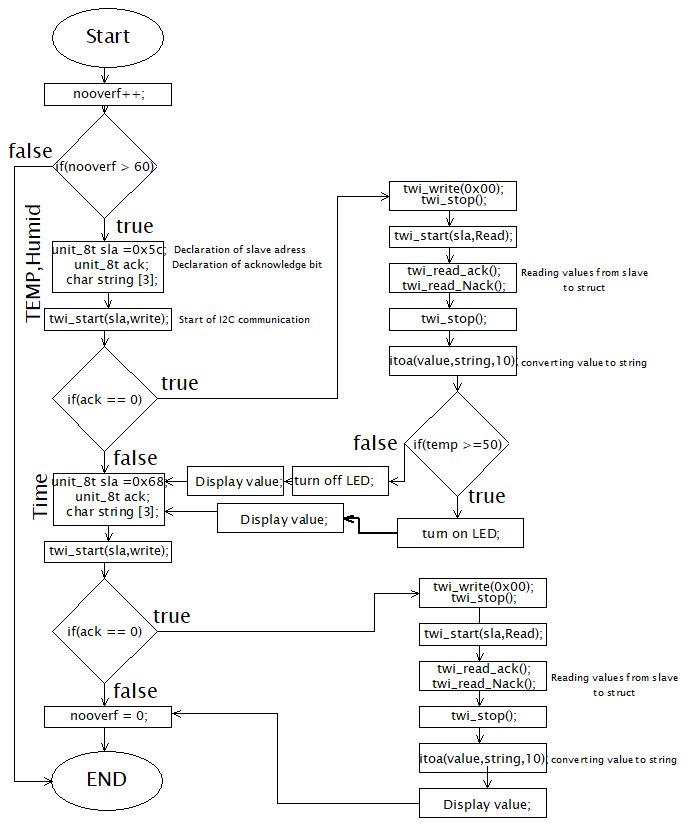 Start
nooverf++;
false
if(nooverf > 60)
true
TEMP,Humid
unit_8t sla =0x5c;
unit_8t ack;
char string [3];
Declaration of slave adress
Declaration of acknowledge bit
twi_start(sla,write);
Start of I2C communication
if(ack == 0)
true
false
twi_write(0x00);
twi_stop();
twi_start(sla,Read);
twi_read_ack();
twi_read_Nack();
Reading values from slave
to struct
twi_stop();
itoa(value,string,10);
converting value to string
if(temp >=50)
false
true
turn off LED;
Display value;
turn on LED;
Display value;
Time
unit_8t sla =0x68;
unit_8t ack;
char string [3];
twi_start(sla,write);
if(ack == 0)
true
false
twi_write(0x00);
twi_stop();
twi_start(sla,Read);
twi_read_ack();
twi_read_Nack();
Reading values from slave
to struct
twi_stop();
itoa(value,string,10);
converting value to string
Display value;
nooverf = 0;
END